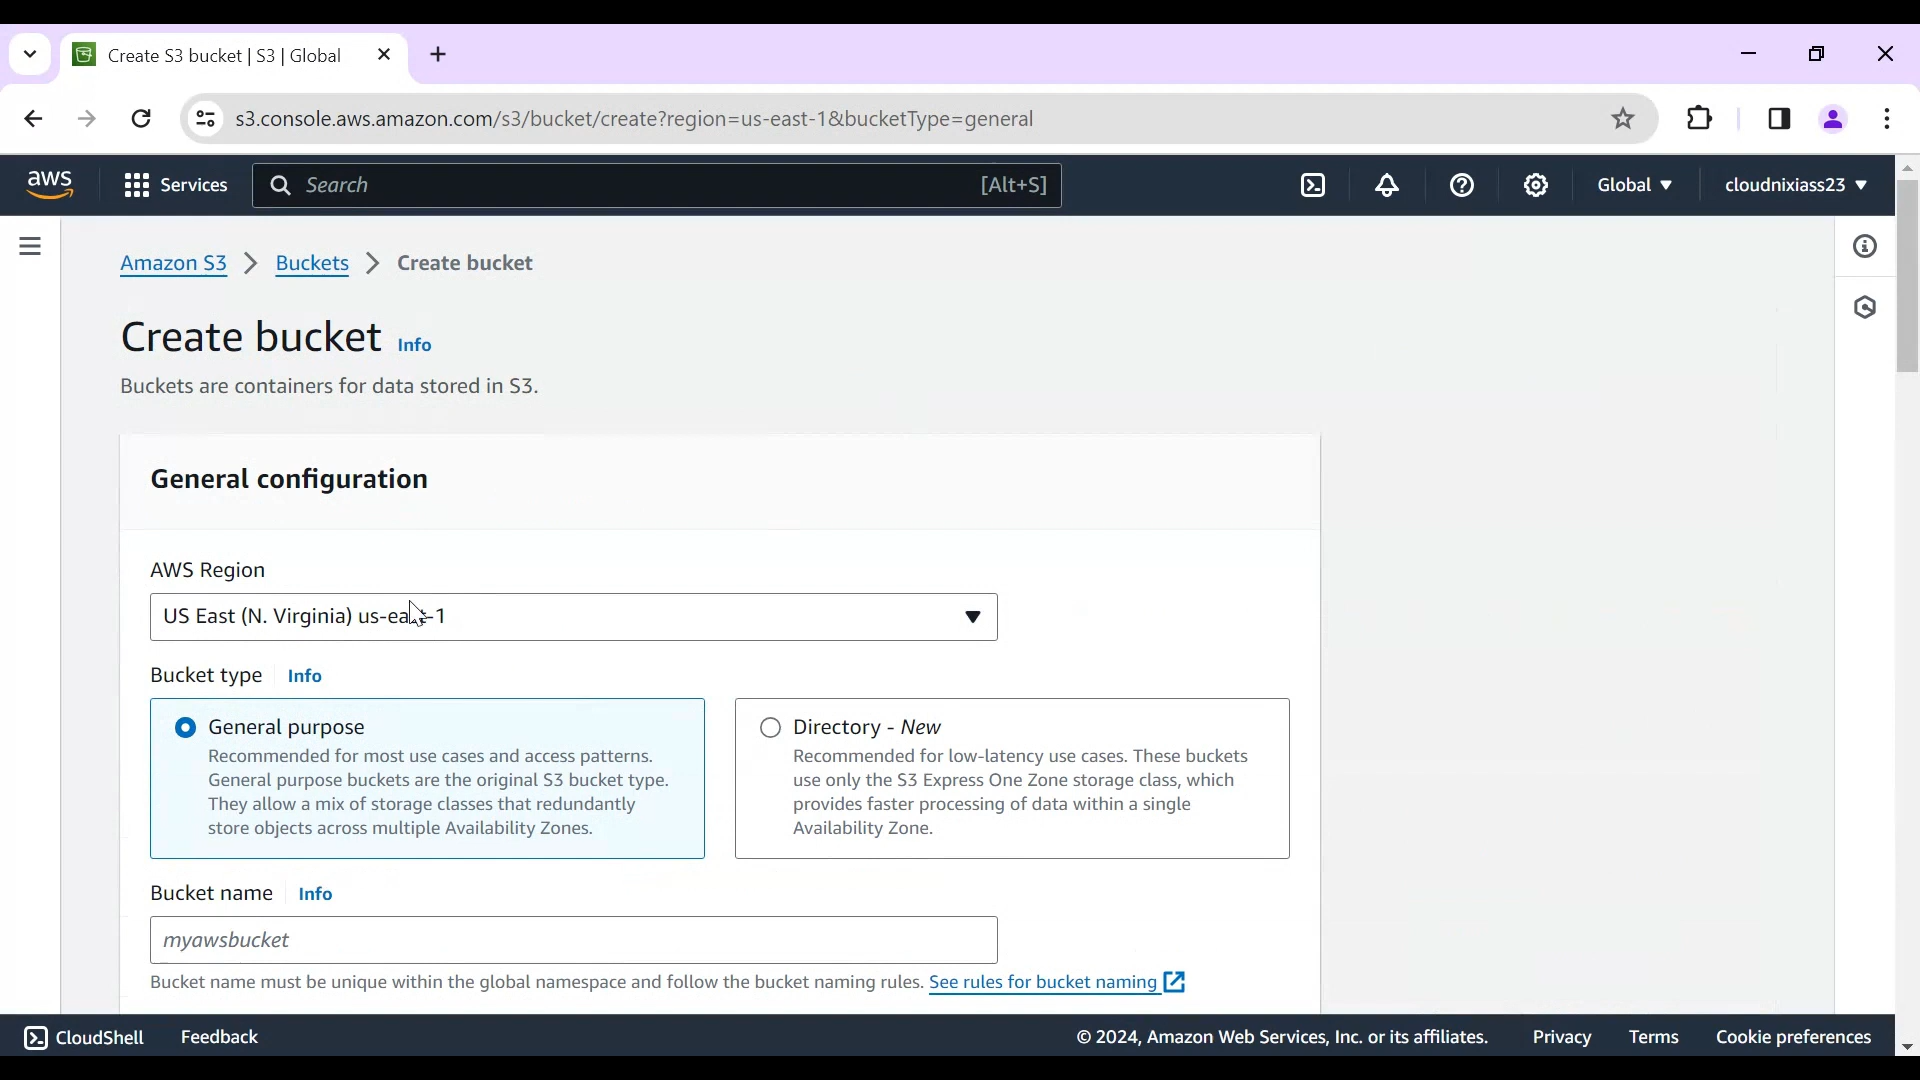 Create S3 bucket | S3 | Global
s3.console.aws.amazon.com/s3/bucket/create?region=us-east-1&bucketType=general
aws Services Search [Alt+S] Global cloudnixiass23
Amazon S3 > Buckets > Create bucket
Create bucket Info
Buckets are containers for data stored in S3.
General configuration
AWS Region
US East (N. Virginia) us-east-1
Bucket type Info
General purpose
Recommended for most use cases and access patterns.
General purpose buckets are the original S3 bucket type.
They allow a mix of storage classes that redundantly
store objects across multiple Availability Zones.
Directory - New
Recommended for low-latency use cases. These buckets
use only the S3 Express One Zone storage class, which
provides faster processing of data within a single
Availability Zone.
Bucket name Info
myawsbucket
Bucket name must be unique within the global namespace and follow the bucket naming rules. See rules for bucket naming
CloudShell Feedback © 2024, Amazon Web Services, Inc. or its affiliates. Privacy Terms Cookie preferences